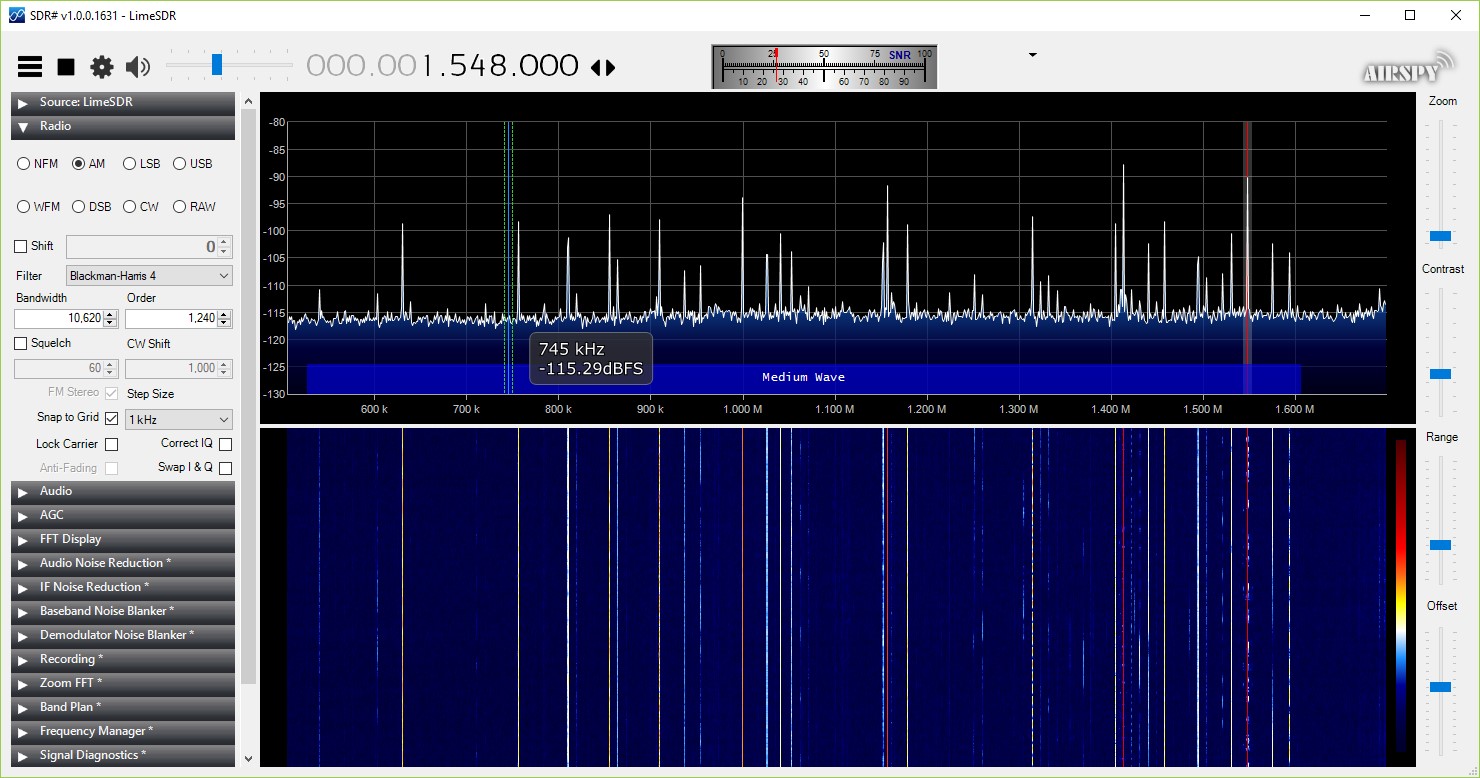 SDR# v1.0.0.1631 - LimeSDR
000.001.548.000
0 25 50 75 SNR 100
10 20 30 40 60 70 80 90
AIRSPY
Source: LimeSDR
Radio
NFM AM LSB USB
WFM DSB CW RAW
Shift 0
Filter Blackman-Harris 4
Bandwidth Order
10,620 1,240
Squelch CW Shift
60 1,000
FM Stereo Step Size
Snap to Grid 1 kHz
Lock Carrier Correct IQ
Anti-Fading Swap I & Q
Audio
AGC
FFT Display
Audio Noise Reduction *
IF Noise Reduction *
Baseband Noise Blanker *
Demodulator Noise Blanker *
Recording *
Zoom FFT *
Band Plan *
Frequency Manager *
Signal Diagnostics *
-80
-85
-90
-95
-100
-105
-110
-115
-120
-125
-130
745 kHz
-115.29dBFS
Medium Wave
600 k 700 k 800 k 900 k 1.000 M 1.100 M 1.200 M 1.300 M 1.400 M 1.500 M 1.600 M
Zoom
Contrast
Range
Offset